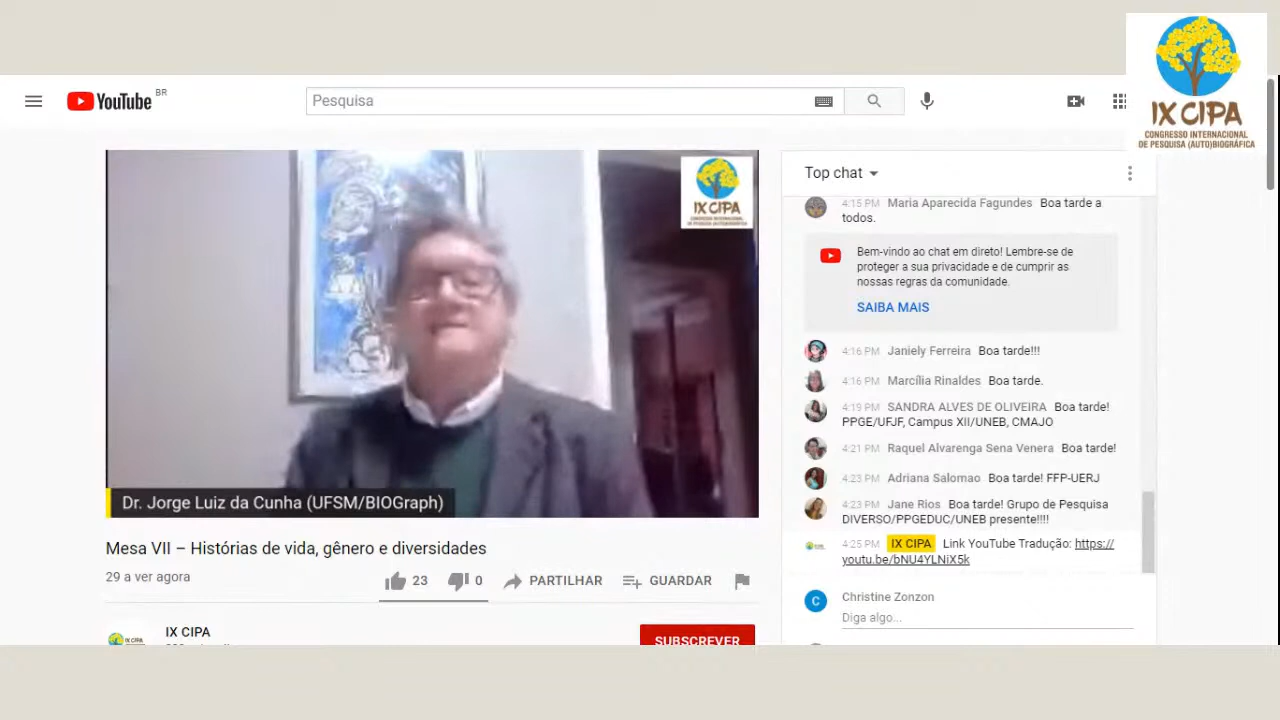 IX CIPA
CONGRESSO INTERNACIONAL
DE PESQUISA (AUTO)BIOGRÁFICA
YouTube BR
Pesquisa
IX CIPA
CONGRESSO INTERNACIONAL
DE PESQUISA (AUTO)BIOGRÁFICA
Dr. Jorge Luiz da Cunha (UFSM/BIOGraph)
Mesa VII – Histórias de vida, gênero e diversidades
29 a ver agora
23
0
PARTILHAR
GUARDAR
IX CIPA
SUBSCREVER
Top chat
4:15 PM Maria Aparecida Fagundes Boa tarde a
todos.
Bem-vindo ao chat em direto! Lembre-se de
proteger a sua privacidade e de cumprir as
nossas regras da comunidade.
SAIBA MAIS
4:16 PM Janiely Ferreira Boa tarde!!!
4:16 PM Marcília Rinaldes Boa tarde.
4:19 PM SANDRA ALVES DE OLIVEIRA Boa tarde!
PPGE/UFJF, Campus XII/UNEB, CMAJO
4:21 PM Raquel Alvarenga Sena Venera Boa tarde!
4:23 PM Adriana Salomao Boa tarde! FFP-UERJ
4:23 PM Jane Rios Boa tarde! Grupo de Pesquisa
DIVERSO/PPGEDUC/UNEB presente!!!!
4:25 PM IX CIPA Link YouTube Tradução: https://
youtu.be/bNU4YLNiX5k
C
Christine Zonzon
Diga algo...